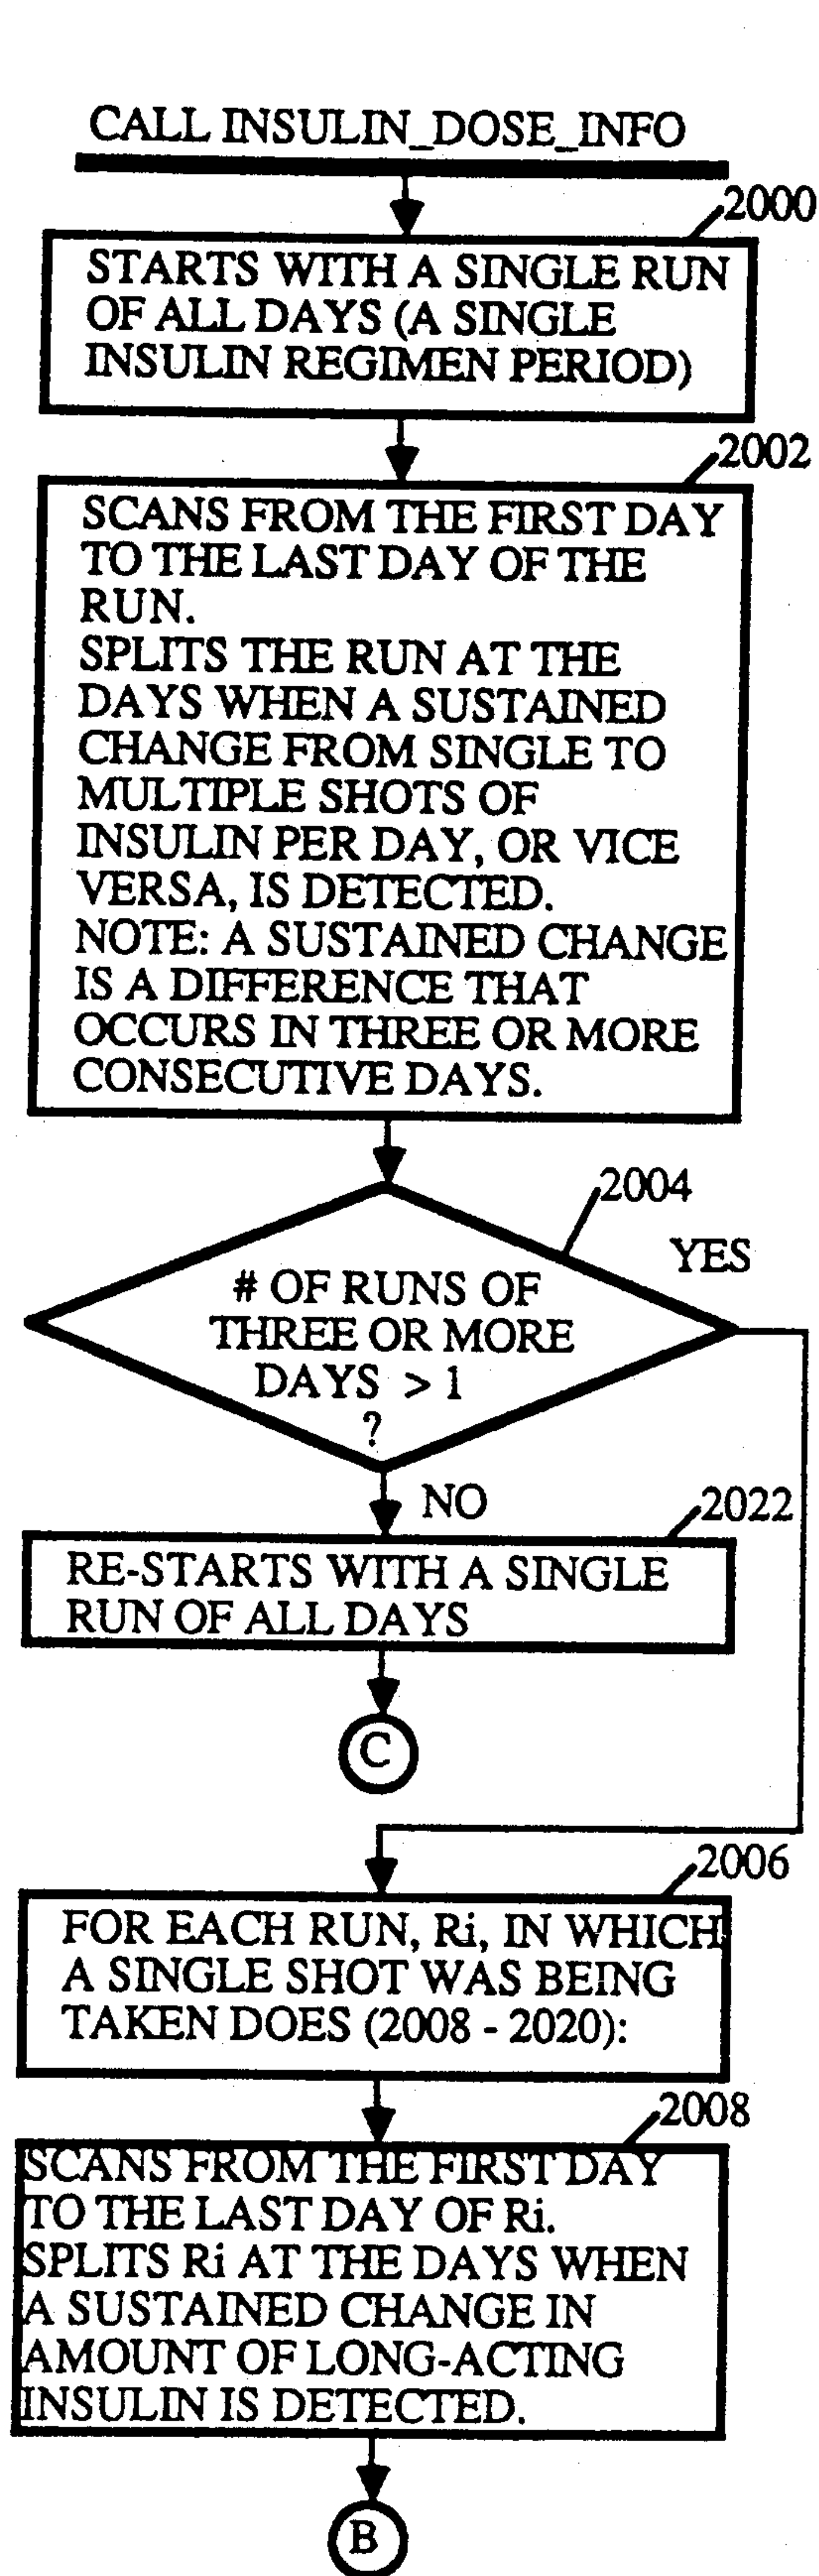 CALL INSULIN_DOSE_INFO
2000
STARTS WITH A SINGLE RUN
OF ALL DAYS (A SINGLE
INSULIN REGIMEN PERIOD)
2002
SCANS FROM THE FIRST DAY
TO THE LAST DAY OF THE
RUN.
SPLITS THE RUN AT THE
DAYS WHEN A SUSTAINED
CHANGE FROM SINGLE TO
MULTIPLE SHOTS OF
INSULIN PER DAY, OR VICE
VERSA, IS DETECTED.
NOTE: A SUSTAINED CHANGE
IS A DIFFERENCE THAT
OCCURS IN THREE OR MORE
CONSECUTIVE DAYS.
2004
YES
# OF RUNS OF
THREE OR MORE
DAYS > 1
?
NO
2022
RE-STARTS WITH A SINGLE
RUN OF ALL DAYS
C
2006
FOR EACH RUN, Ri, IN WHICH
A SINGLE SHOT WAS BEING
TAKEN DOES (2008 - 2020):
2008
SCANS FROM THE FIRST DAY
TO THE LAST DAY OF Ri.
SPLITS Ri AT THE DAYS WHEN
A SUSTAINED CHANGE IN
AMOUNT OF LONG-ACTING
INSULIN IS DETECTED.
B